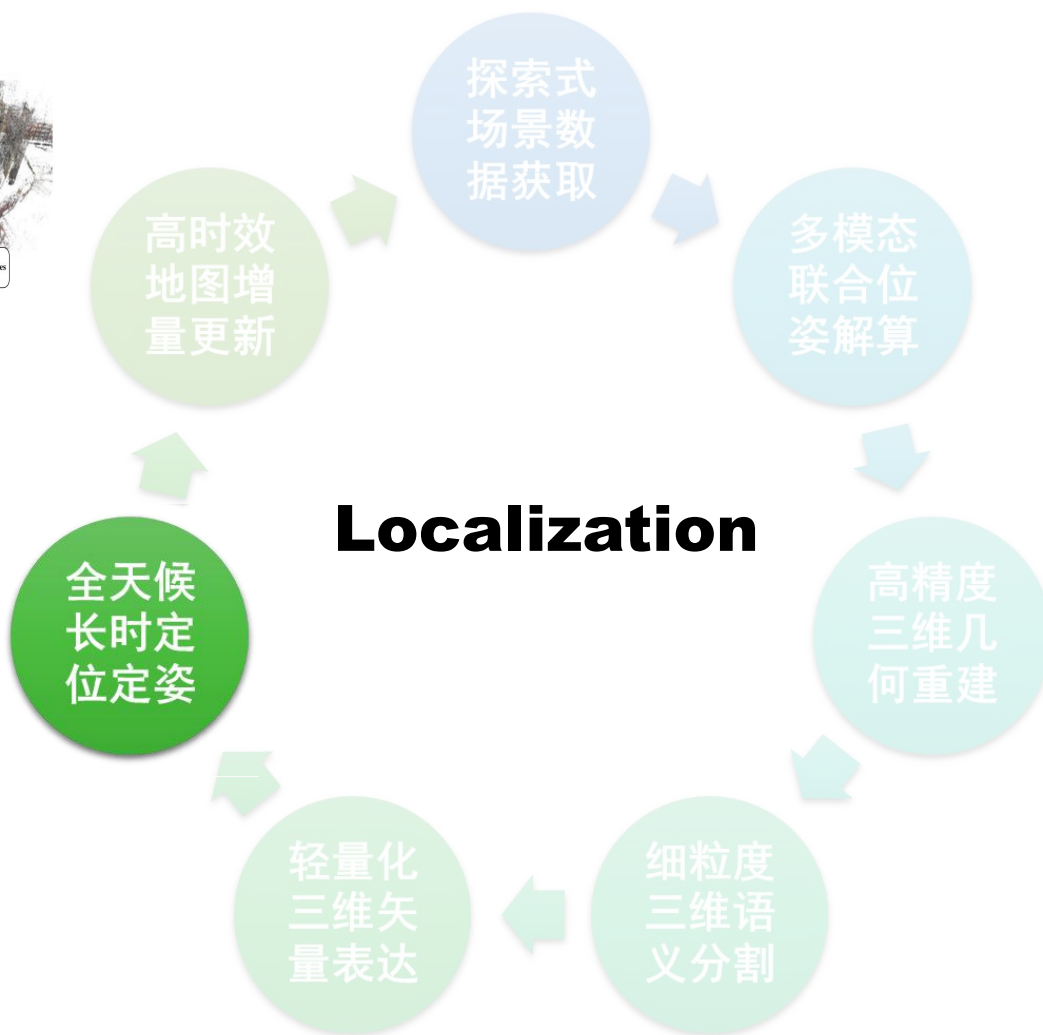 探索式
场景数
据获取
多模态
联合位
姿解算
高精度
三维几
何重建
细粒度
三维语
义分割
轻量化
三维矢
量表达
全天候
长时定
位定姿
高时效
地图增
量更新
Localization